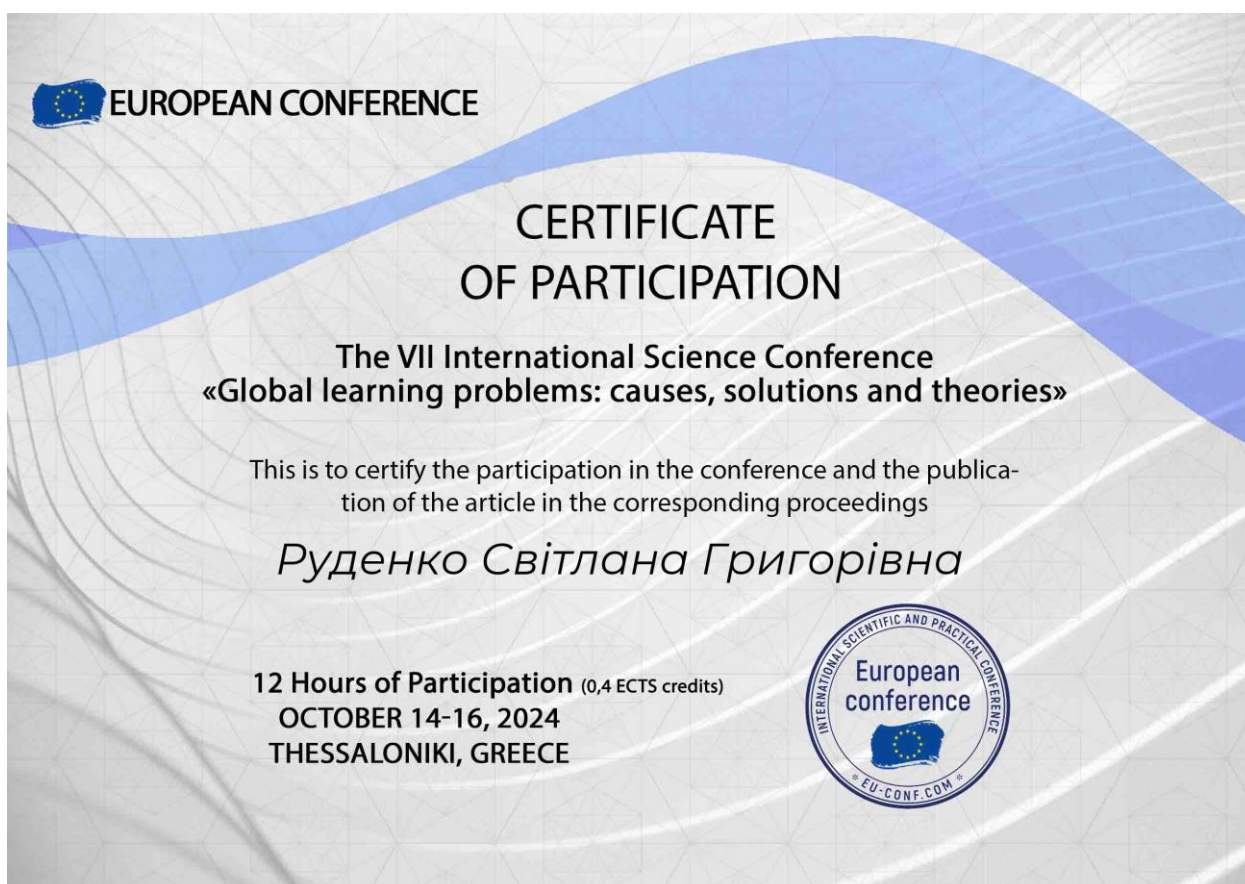 EUROPEAN CONFERENCE
CERTIFICATE
OF PARTICIPATION
The VII International Science Conference
«Global learning problems: causes, solutions and theories»
This is to certify the participation in the conference and the publica-
tion of the article in the corresponding proceedings
Руденко Світлана Григорівна
12 Hours of Participation (0,4 ECTS credits)
OCTOBER 14-16, 2024
THESSALONIKI, GREECE
INTERNATIONAL SCIENTIFIC AND PRACTICAL CONFERENCE
European
conference
* EU-CONF.COM *